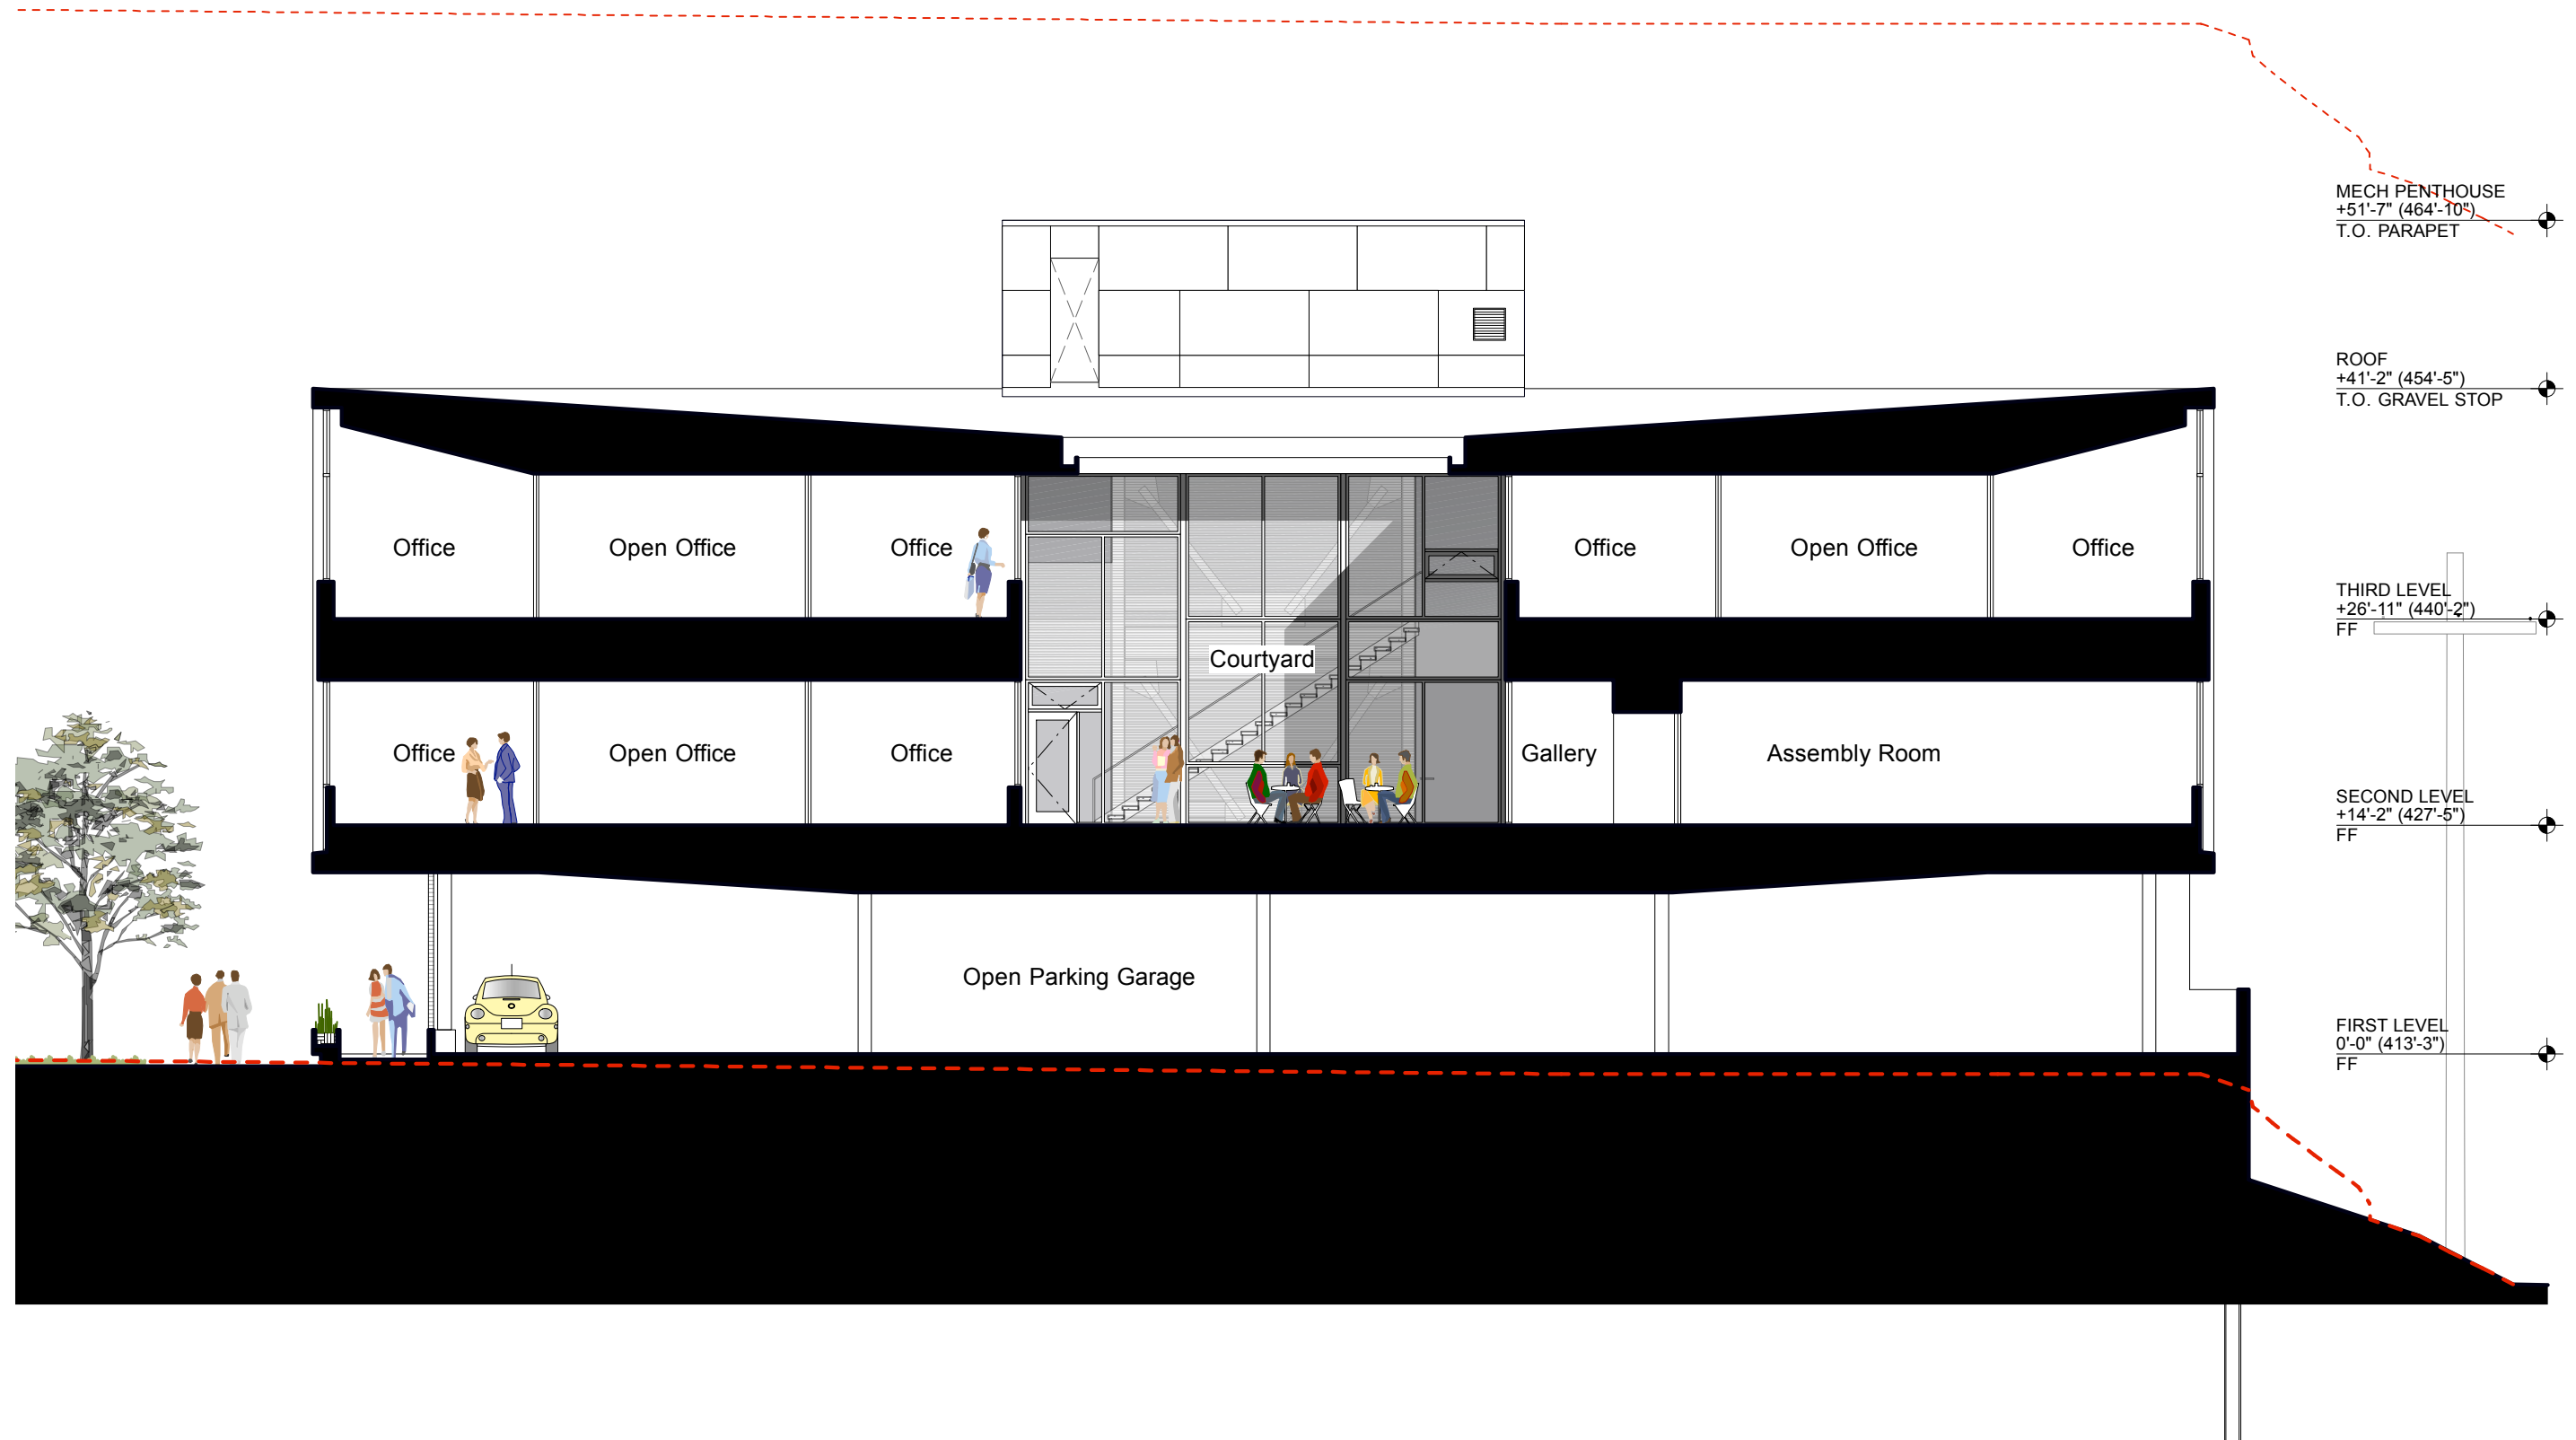 MECH PENTHOUSE
+51'-7" (464'-10")
T.O. PARAPET
ROOF
+41'-2" (454'-5")
T.O. GRAVEL STOP
Office
Open Office
Office
Office
Open Office
Office
THIRD LEVEL
+26'-11" (440'-2")
FF
Courtyard
Office
Open Office
Office
Gallery
Assembly Room
SECOND LEVEL
+14'-2" (427'-5")
FF
Open Parking Garage
FIRST LEVEL
0'-0" (413'-3")
FF